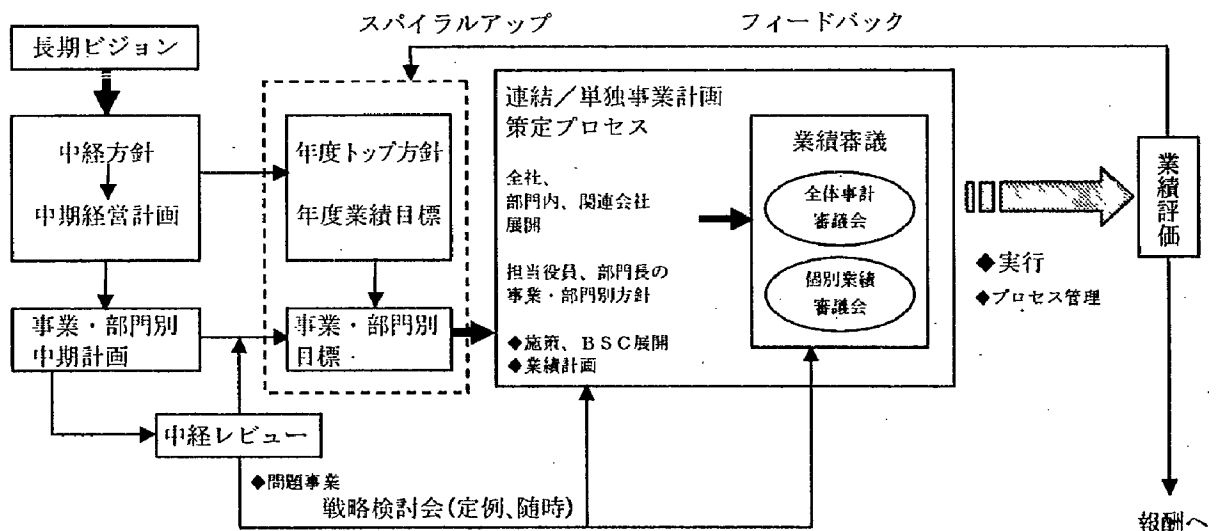 スパイラルアップ
フィードバック
長期ビジョン
中経方針
中期経営計画
年度トップ方針
年度業績目標
連結／単独事業計画
策定プロセス
全社、
部門内、関連会社
展開
担当役員、部門長の
事業・部門別方針
◆施策、BSC展開
◆業績計画
業績審議
全体事計
審議会
個別業績
審議会
◆実行
◆プロセス管理
業績評価
事業・部門別
中期計画
事業・部門別
目標
中経レビュー
◆問題事業
戦略検討会(定例、随時)
報酬へ